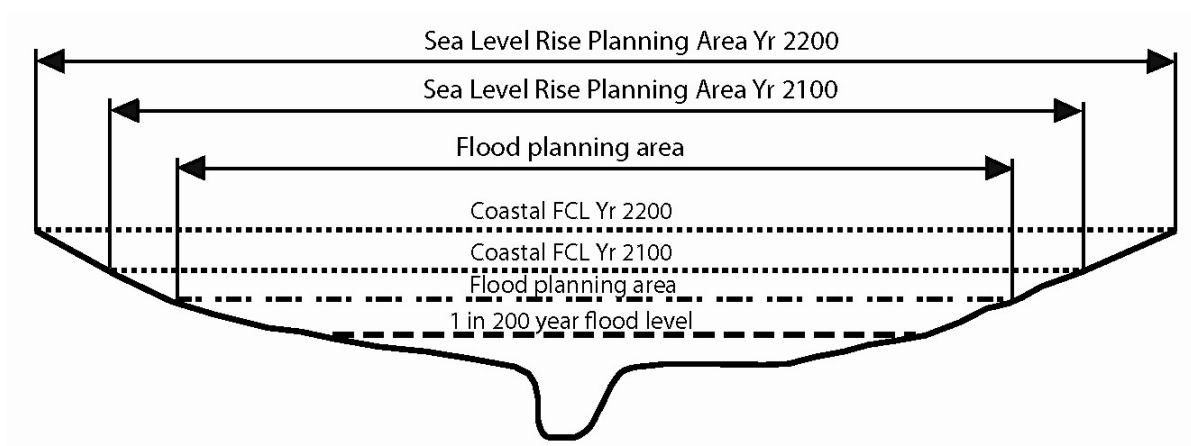 Sea Level Rise Planning Area Yr 2200
Sea Level Rise Planning Area Yr 2100
Flood planning area
Coastal FCL Yr 2200
Coastal FCL Yr 2100
Flood planning area
1 in 200 year flood level